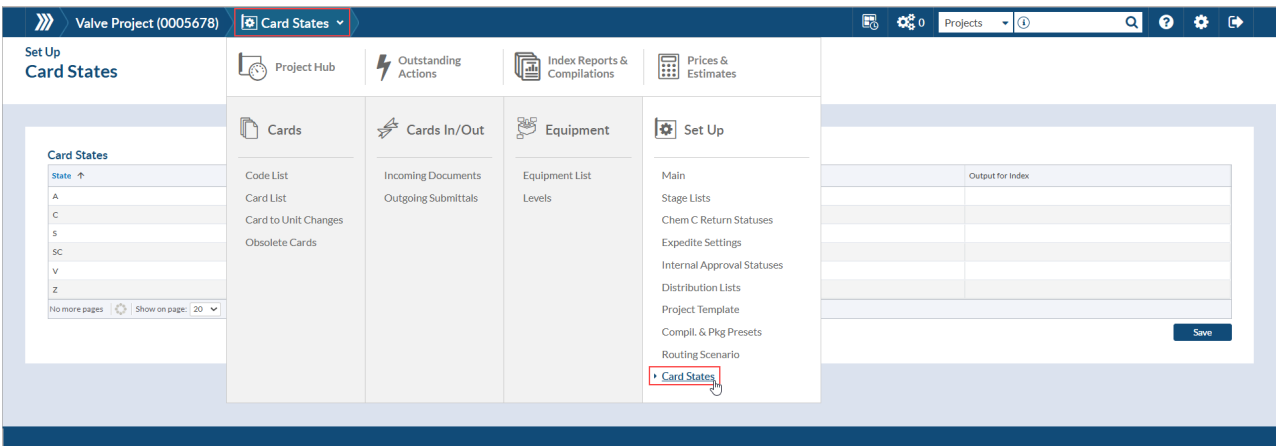 Valve Project (0005678)
Card States
0
Projects
Set Up
Card States
Project Hub
Outstanding
Actions
Index Reports &
Compilations
Prices &
Estimates
Cards
Cards In/Out
Equipment
Set Up
Code List
Card List
Card to Unit Changes
Obsolete Cards
Incoming Documents
Outgoing Submittals
Equipment List
Levels
Main
Stage Lists
Chem C Return Statuses
Expedite Settings
Internal Approval Statuses
Distribution Lists
Project Template
Compil. & Pkg Presets
Routing Scenario
Card States
Card States
State
Output for Index
A
C
S
SC
V
Z
No more pages
Show on page: 20
Save